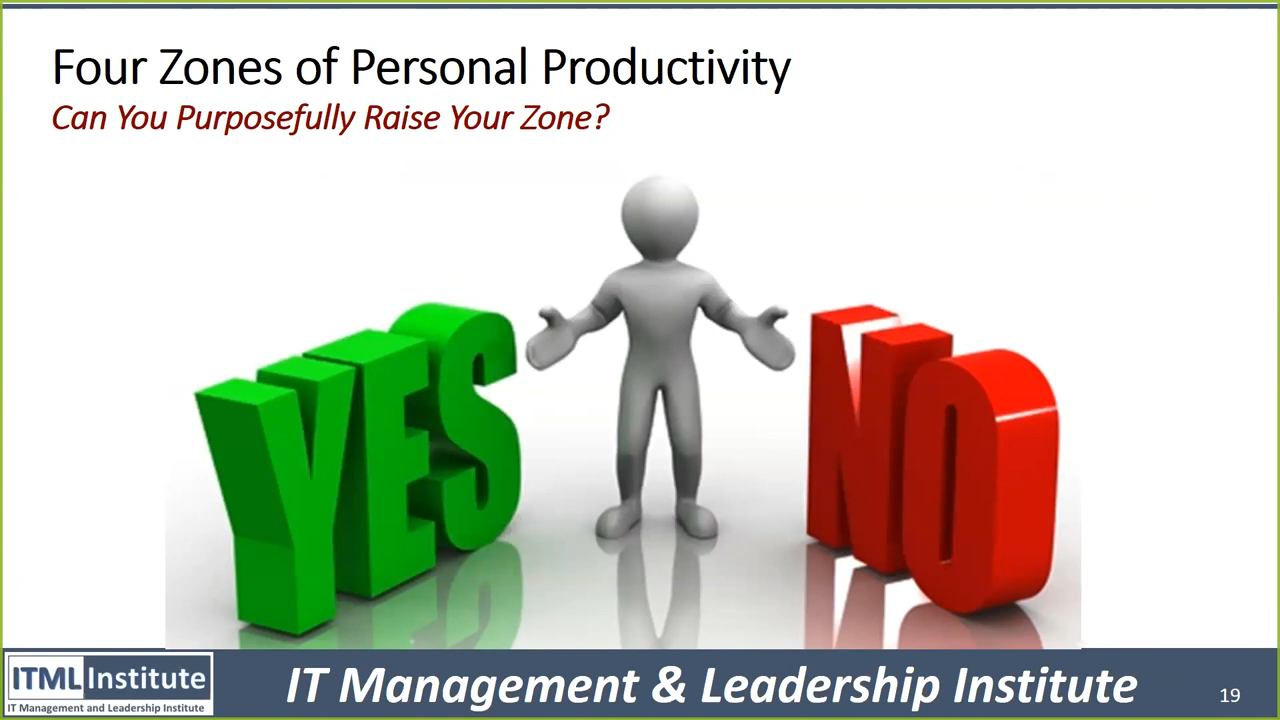 Four Zones of Personal Productivity
Can You Purposefully Raise Your Zone?
YES
NO
ITML Institute
IT Management and Leadership Institute
IT Management & Leadership Institute
19